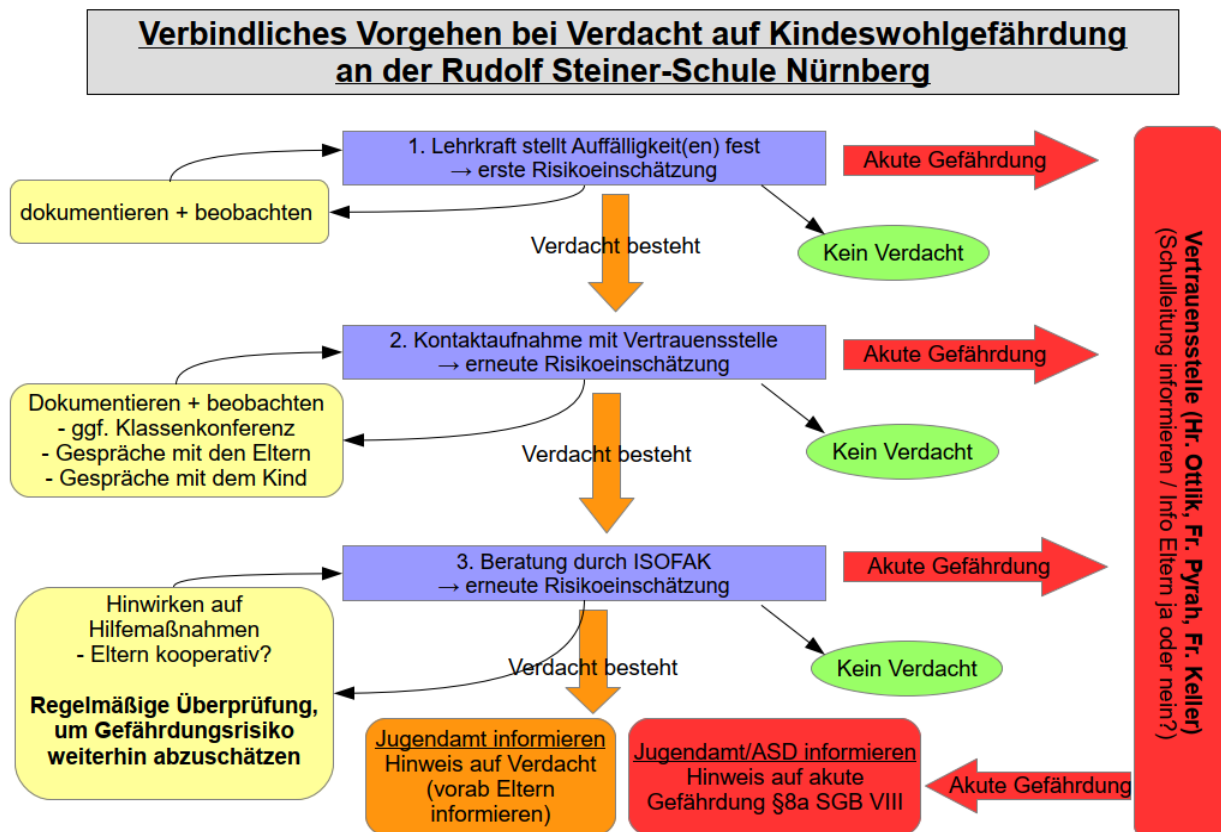 Verbindliches Vorgehen bei Verdacht auf Kindeswohlgefährdung
an der Rudolf Steiner-Schule Nürnberg
1. Lehrkraft stellt Auffälligkeit(en) fest
→ erste Risikoeinschätzung
Akute Gefährdung
dokumentieren + beobachten
Verdacht besteht
Kein Verdacht
2. Kontaktaufnahme mit Vertrauensstelle
→ erneute Risikoeinschätzung
Akute Gefährdung
Dokumentieren + beobachten
- ggf. Klassenkonferenz
- Gespräche mit den Eltern
- Gespräche mit dem Kind
Verdacht besteht
Kein Verdacht
3. Beratung durch ISOFAK
→ erneute Risikoeinschätzung
Akute Gefährdung
Hinwirken auf
Hilfemaßnahmen
- Eltern kooperativ?
Regelmäßige Überprüfung,
um Gefährdungsrisiko
weiterhin abzuschätzen
Verdacht besteht
Kein Verdacht
Jugendamt informieren
Hinweis auf Verdacht
(vorab Eltern
informieren)
Jugendamt/ASD informieren
Hinweis auf akute
Gefährdung §8a SGB VIII
Akute Gefährdung
Vertrauensstelle (Hr. Ottlik, Fr. Pyrah, Fr. Keller)
(Schulleitung informieren / Info Eltern ja oder nein?)